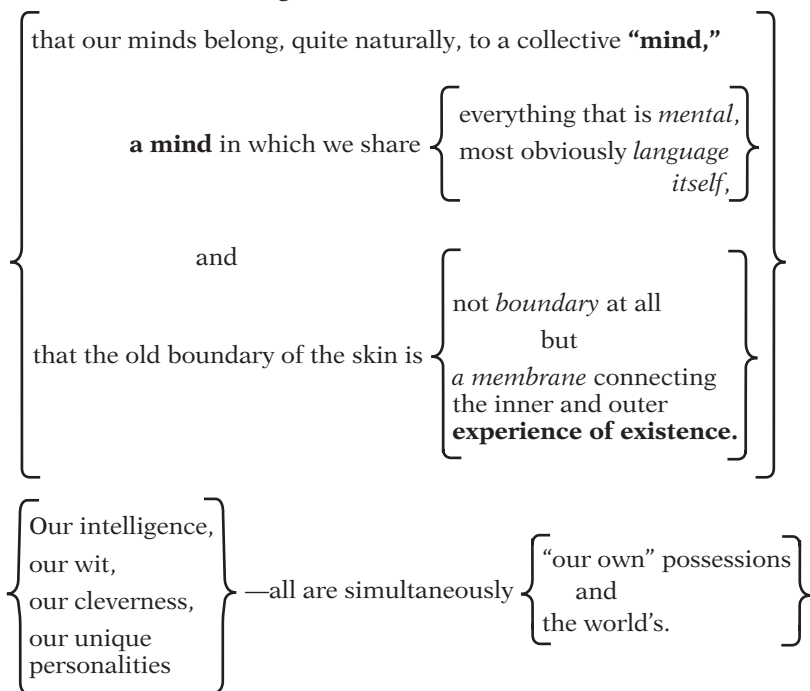 that our minds belong, quite naturally, to a collective “mind,”
a mind in which we share
everything that is mental,
most obviously language
itself,
and
that the old boundary of the skin is
not boundary at all
but
a membrane connecting
the inner and outer
experience of existence.
Our intelligence,
our wit,
our cleverness,
our unique
personalities
—all are simultaneously
“our own” possessions
and
the world's.